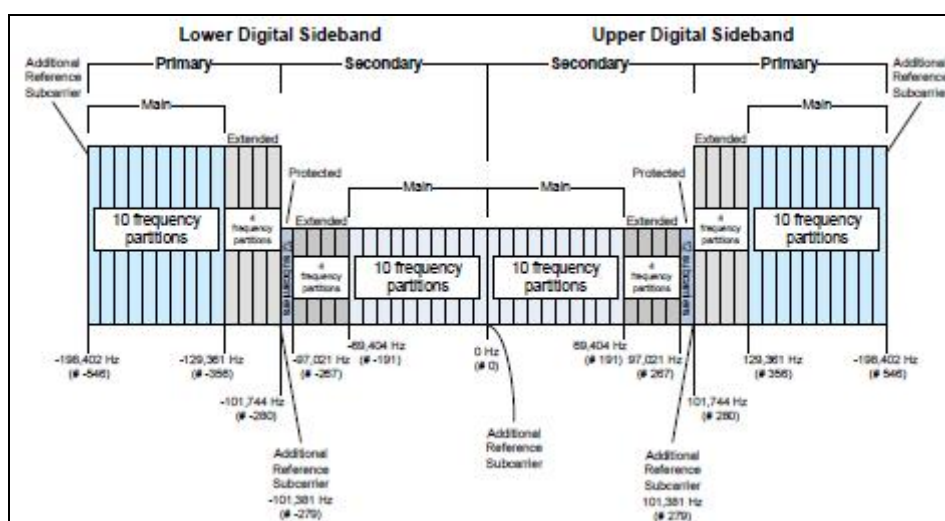 Lower Digital Sideband
Upper Digital Sideband
Additional
Reference
Subcarrier
Primary
Secondary
Secondary
Primary
Additional
Reference
Subcarrier
Main
Extended
Protected
Main
Main
Protected
Extended
Main
Extended
Extended
10 frequency
partitions
4
frequency
partitions
12 subcarriers
4
frequency
partitions
10 frequency
partitions
10 frequency
partitions
4
frequency
partitions
12 subcarriers
4
frequency
partitions
10 frequency
partitions
-198,402 Hz
(# -546)
-129,361 Hz
(# -356)
-101,744 Hz
(# -280)
-97,021 Hz
(# -267)
-69,404 Hz
(# -191)
0 Hz
(# 0)
69,404 Hz
(# 191)
97,021 Hz
(# 267)
101,744 Hz
(# 280)
129,361 Hz
(# 356)
-198,402 Hz
(# 546)
Additional
Reference
Subcarrier
-101,381 Hz
(# -279)
Additional
Reference
Subcarrier
Additional
Reference
Subcarrier
101,381 Hz
(# 279)